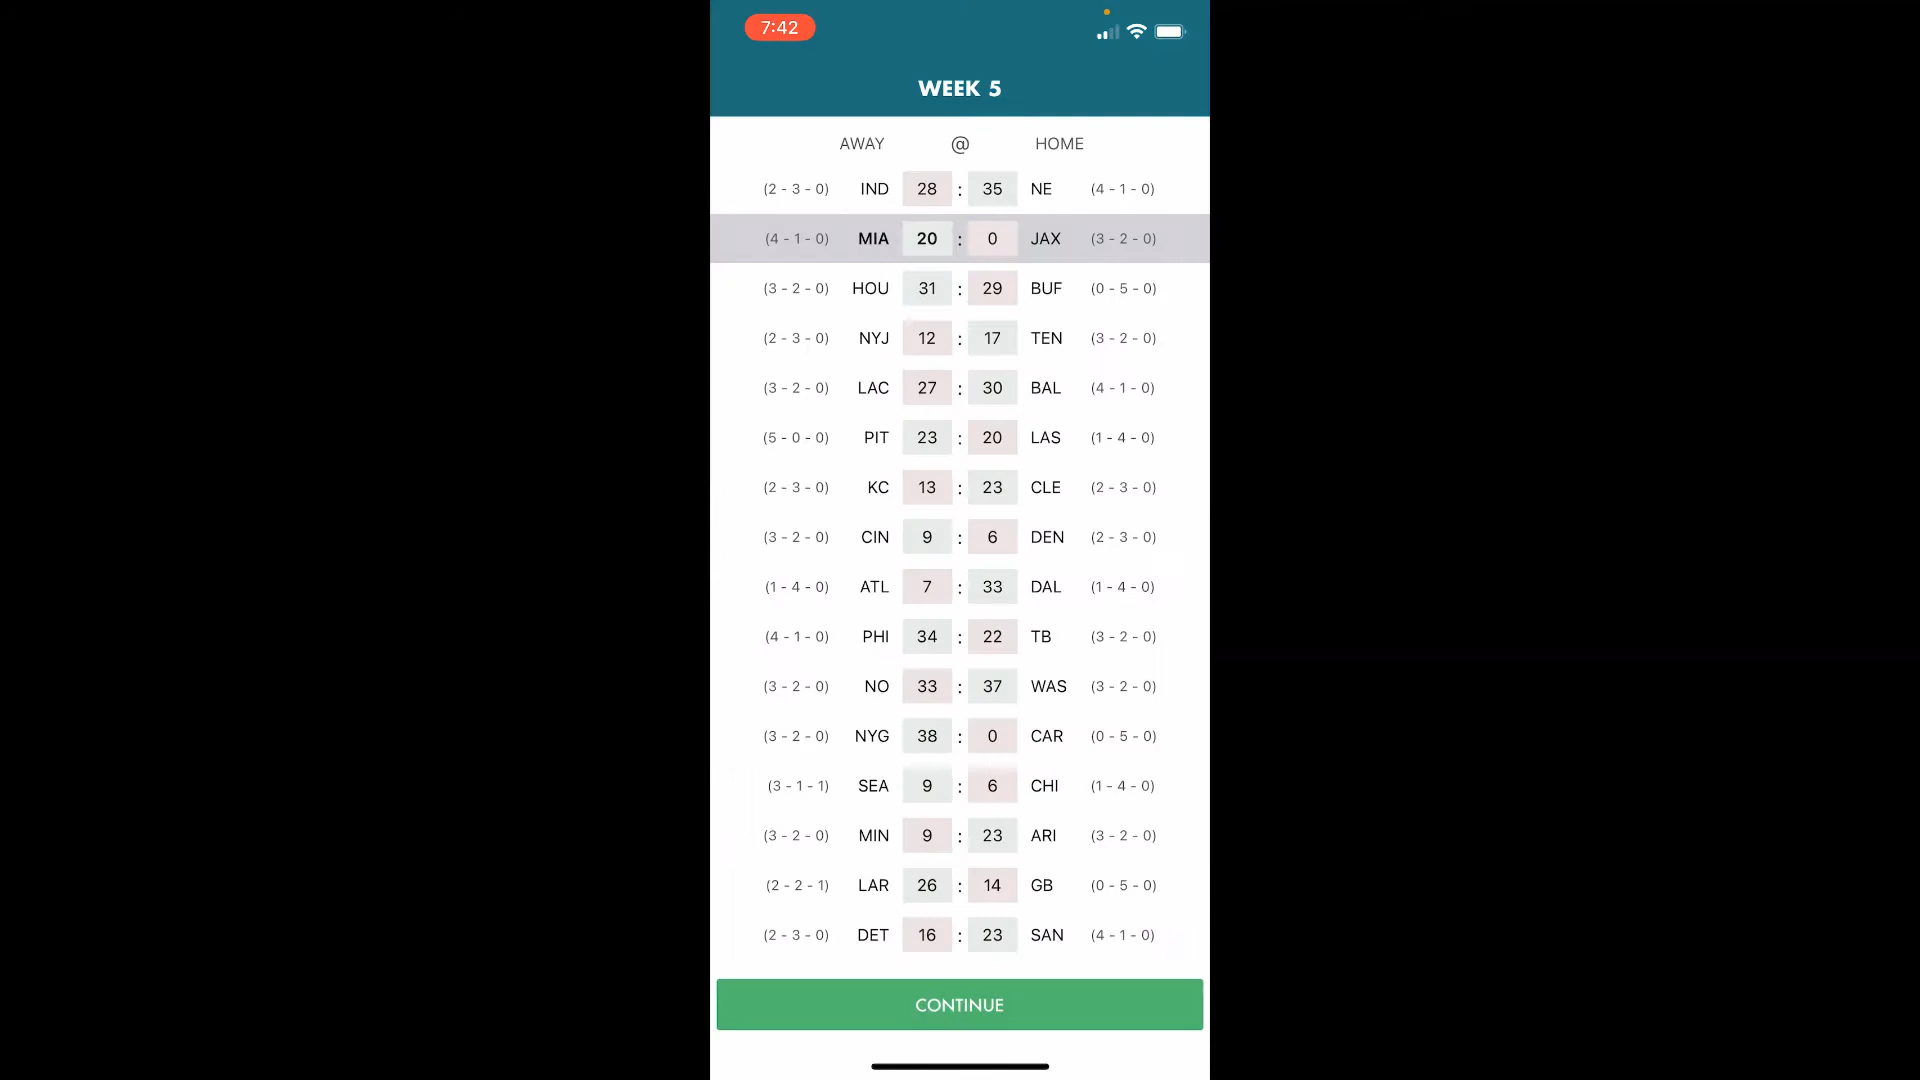 7:42
WEEK 5
AWAY @ HOME
(2 - 3 - 0) IND 28 : 35 NE (4 - 1 - 0)
(4 - 1 - 0) MIA 20 : 0 JAX (3 - 2 - 0)
(3 - 2 - 0) HOU 31 : 29 BUF (0 - 5 - 0)
(2 - 3 - 0) NYJ 12 : 17 TEN (3 - 2 - 0)
(3 - 2 - 0) LAC 27 : 30 BAL (4 - 1 - 0)
(5 - 0 - 0) PIT 23 : 20 LAS (1 - 4 - 0)
(2 - 3 - 0) KC 13 : 23 CLE (2 - 3 - 0)
(3 - 2 - 0) CIN 9 : 6 DEN (2 - 3 - 0)
(1 - 4 - 0) ATL 7 : 33 DAL (1 - 4 - 0)
(4 - 1 - 0) PHI 34 : 22 TB (3 - 2 - 0)
(3 - 2 - 0) NO 33 : 37 WAS (3 - 2 - 0)
(3 - 2 - 0) NYG 38 : 0 CAR (0 - 5 - 0)
(3 - 1 - 1) SEA 9 : 6 CHI (1 - 4 - 0)
(3 - 2 - 0) MIN 9 : 23 ARI (3 - 2 - 0)
(2 - 2 - 1) LAR 26 : 14 GB (0 - 5 - 0)
(2 - 3 - 0) DET 16 : 23 SAN (4 - 1 - 0)
CONTINUE